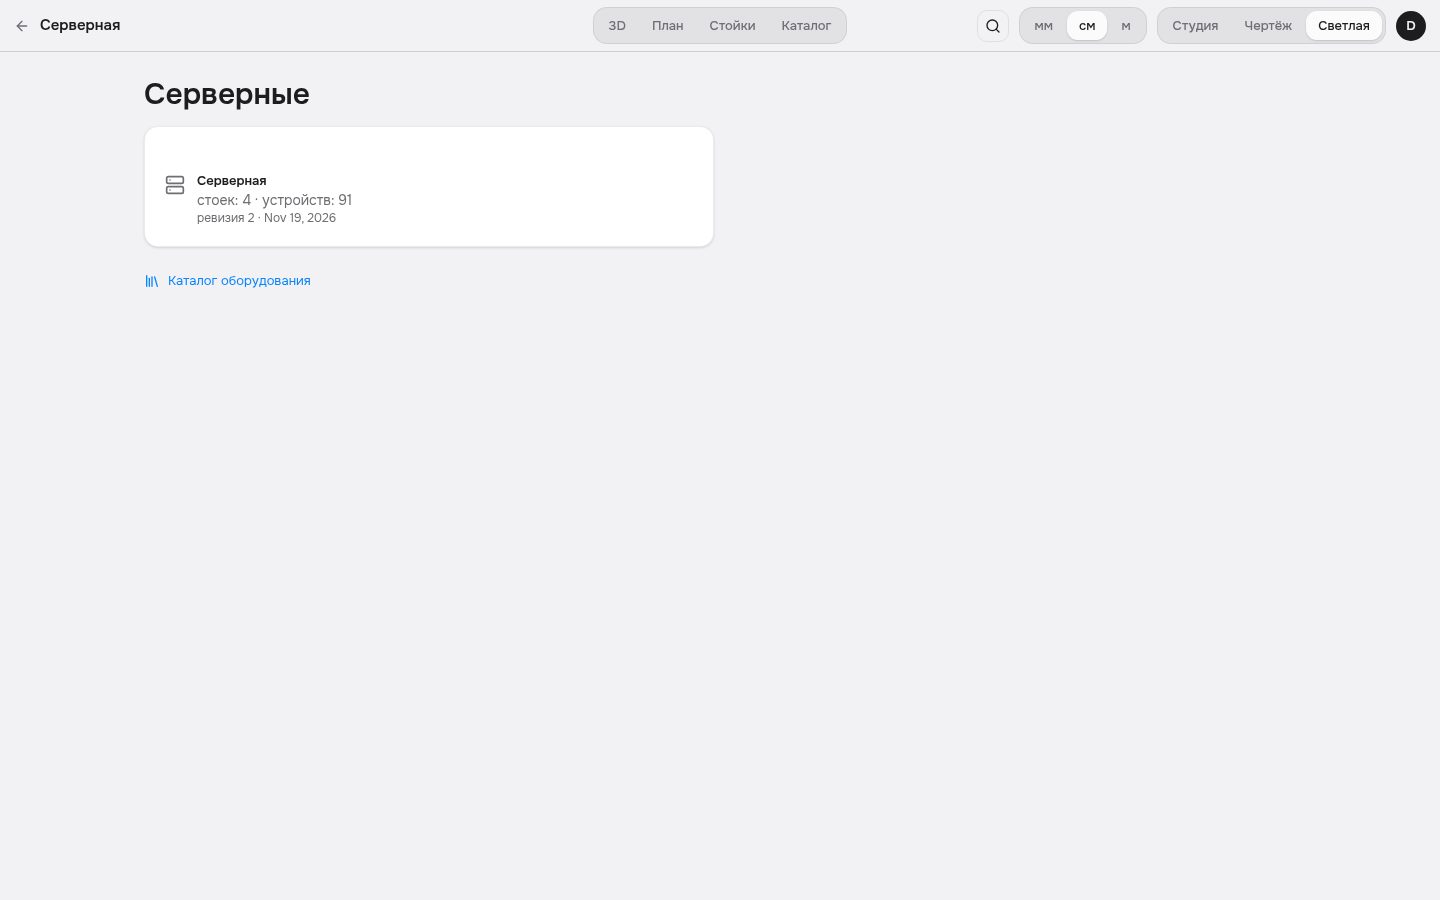 Серверная
3D План Стойки Каталог
мм см м
Студия Чертёж Светлая
D
Серверные
Серверная
стоек: 4 · устройств: 91
ревизия 2 · Nov 19, 2026
Каталог оборудования